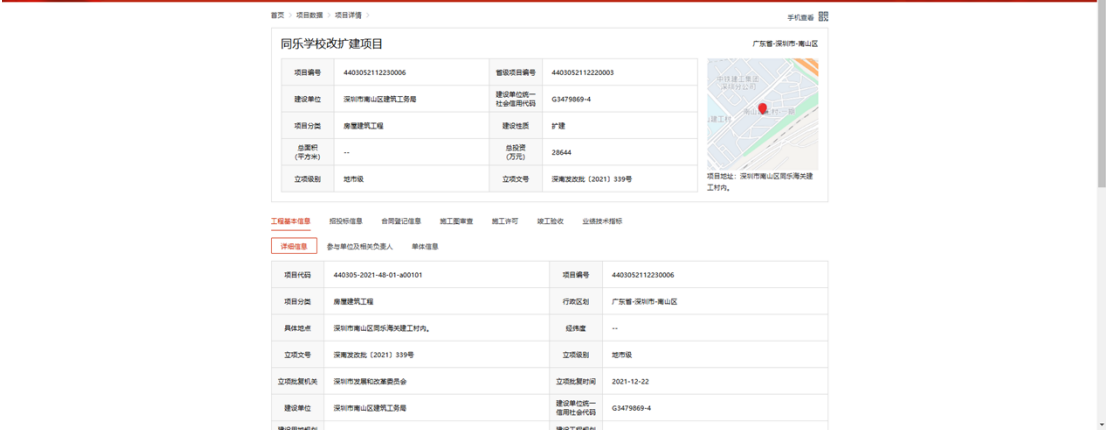 首页 > 项目数据 > 项目详情 >
手机查看
同乐学校改扩建项目
广东省-深圳市-南山区
项目编号 4403052112230006 省级项目编号 4403052112220003
建设单位 深圳市南山区建筑工务局 建设单位统一
社会信用代码 G3479869-4
项目分类 房屋建筑工程 建设性质 扩建
总面积
(平方米) -- 总投资
(万元) 28644
立项级别 地市级 立项文号 深南发改批〔2021〕339号
中铁建工集团
深圳分公司
项目地址：深圳市南山区同乐海关建
工村内。
工程基本信息 招投标信息 合同登记信息 施工图审查 施工许可 竣工验收 业绩技术指标
详细信息 参与单位及相关负责人 单体信息
项目代码 440305-2021-48-01-a00101 项目编号 4403052112230006
项目分类 房屋建筑工程 行政区划 广东省-深圳市-南山区
具体地点 深圳市南山区同乐海关建工村内。 经纬度 --
立项文号 深南发改批〔2021〕339号 立项级别 地市级
立项批复机关 深圳市发展和改革委员会 立项批复时间 2021-12-22
建设单位 深圳市南山区建筑工务局 建设单位统一
信用社会代码 G3479869-4